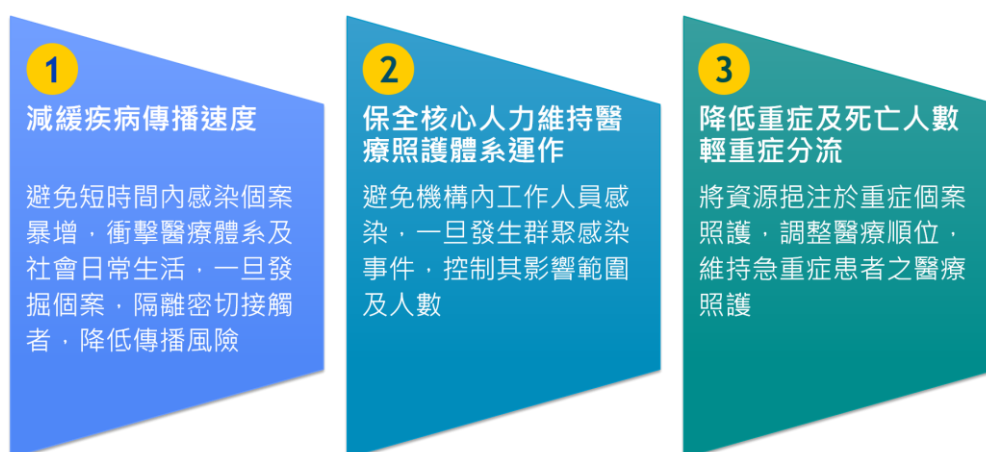 1
減緩疾病傳播速度
避免短時間內感染個案
暴增，衝擊醫療體系及
社會日常生活，一旦發
掘個案，隔離密切接觸
者，降低傳播風險
2
保全核心人力維持醫
療照護體系運作
避免機構內工作人員感
染，一旦發生群聚感染
事件，控制其影響範圍
及人數
3
降低重症及死亡人數
輕重症分流
將資源挹注於重症個案
照護，調整醫療順位，
維持急重症患者之醫療
照護